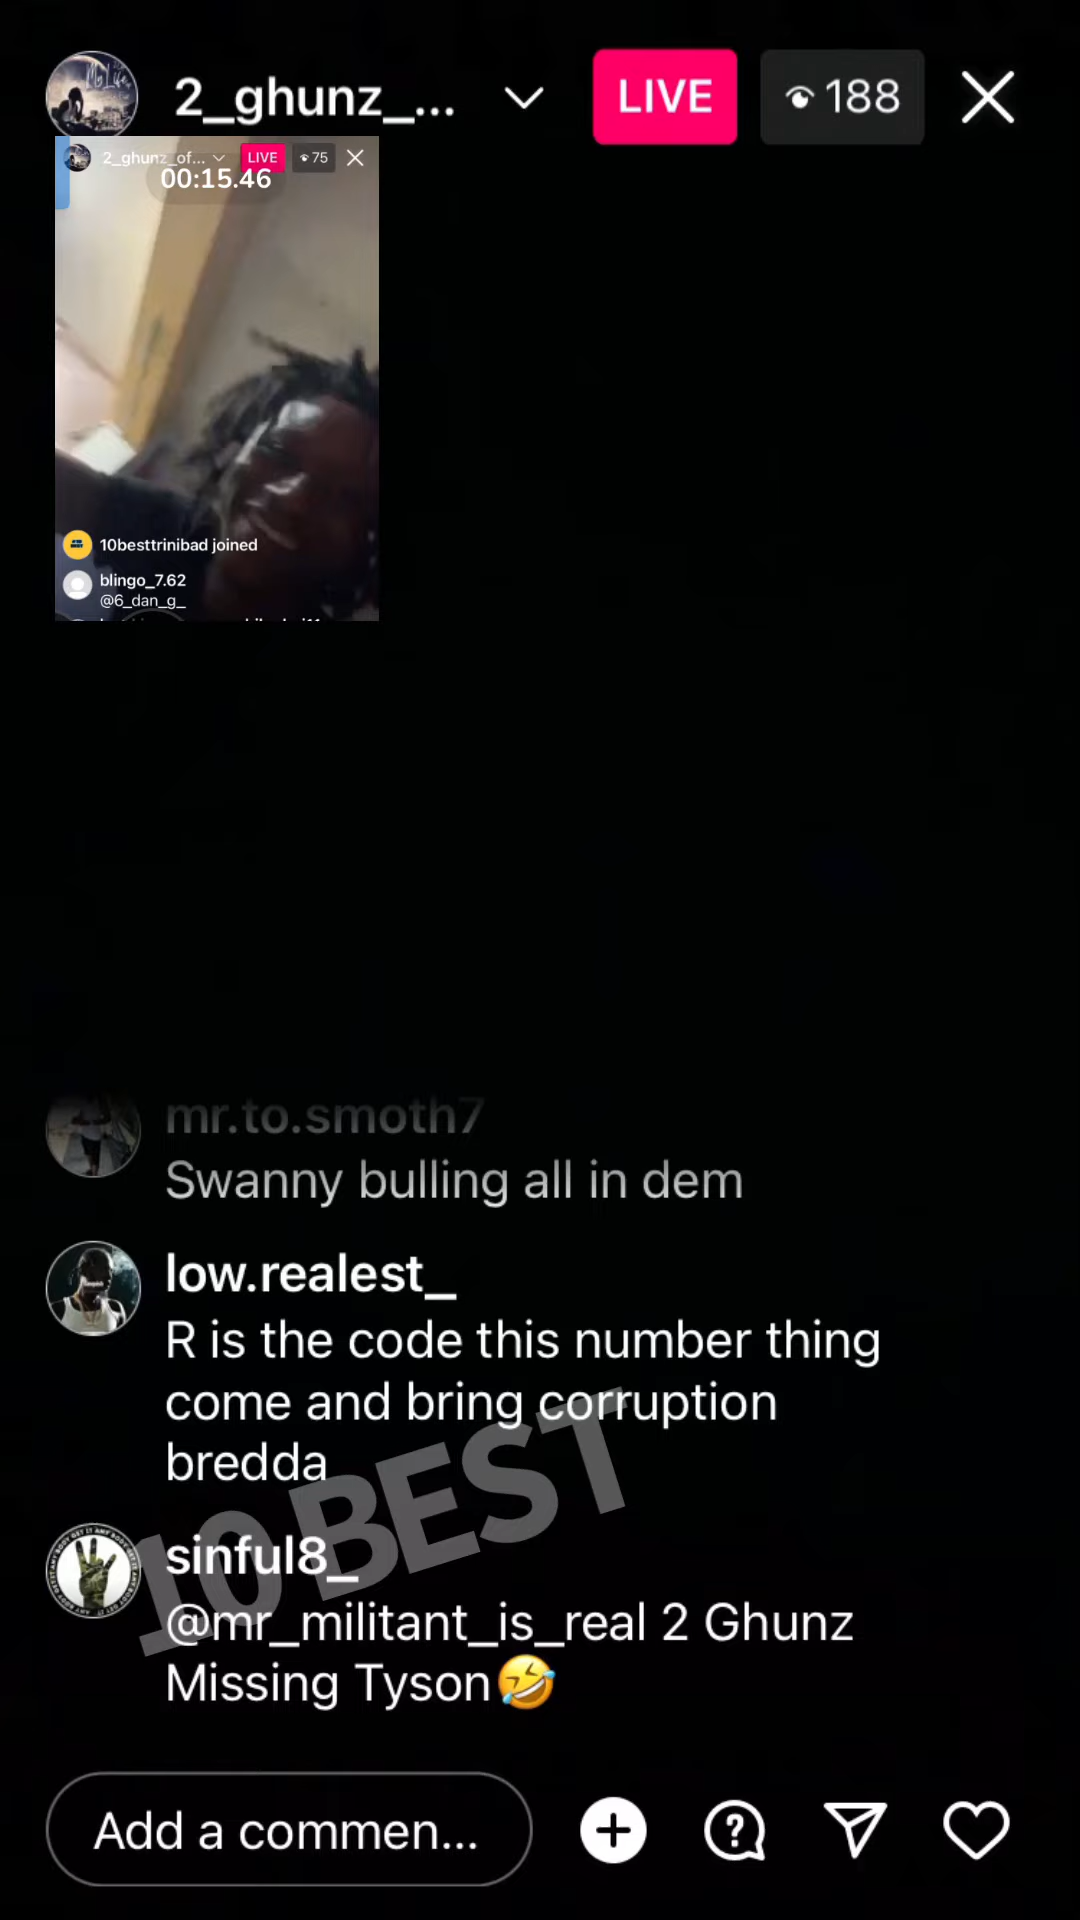 2_ghunz_...
LIVE
188
2_ghunz_of...
LIVE
75
00:15.46
10besttrinibad joined
blingo_7.62
@6_dan_g_
mr.to.smoth7
Swanny bulling all in dem
low.realest_
R is the code this number thing
come and bring corruption
bredda
10 BEST
sinful8_
@mr_militant_is_real 2 Ghunz
Missing Tyson🤣
Add a commen...